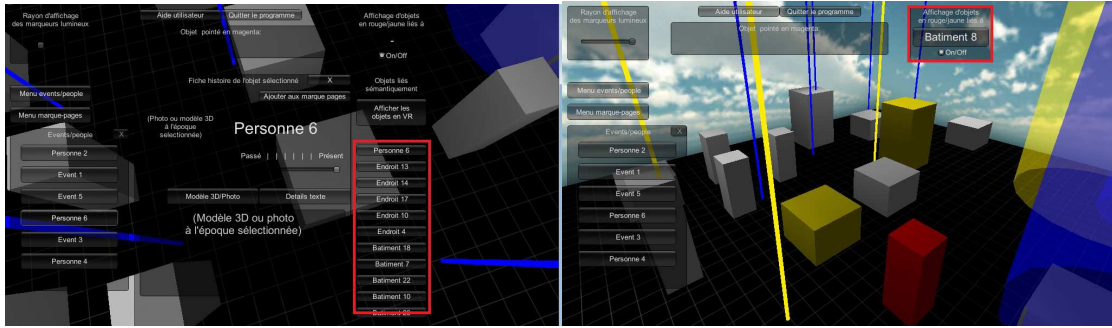 Rayon d'affichage
des marqueurs lumineux
Aide utilisateur
Quitter le programme
Objet pointé en magenta:
Affichage d'objets
en rouge/jaune liés à
-
On/Off
Fiche histoire de l'objet sélectionné
X
Ajouter aux marque pages
Objets liés
sémantiquement
Afficher les
objets en VR
Menu events/people
Menu marque-pages
Events/people
X
Personne 2
Event 1
Event 5
Personne 6
Event 3
Personne 4
(Photo ou modèle 3D
à l'époque
sélectionnée)
Personne 6
Passé | | | | | | Présent
Modèle 3D/Photo
Details texte
(Modèle 3D ou photo
à l'époque sélectionnée)
Personne 6
Endroit 13
Endroit 14
Endroit 17
Endroit 10
Endroit 4
Batiment 18
Batiment 7
Batiment 22
Batiment 10
Rayon d'affichage
des marqueurs lumineux
Aide utilisateur
Quitter le programme
Objet pointé en magenta:
Affichage d'objets
en rouge/jaune liés à
Batiment 8
On/Off
Menu events/people
Menu marque-pages
Events/people
X
Personne 2
Event 1
Event 5
Personne 6
Event 3
Personne 4